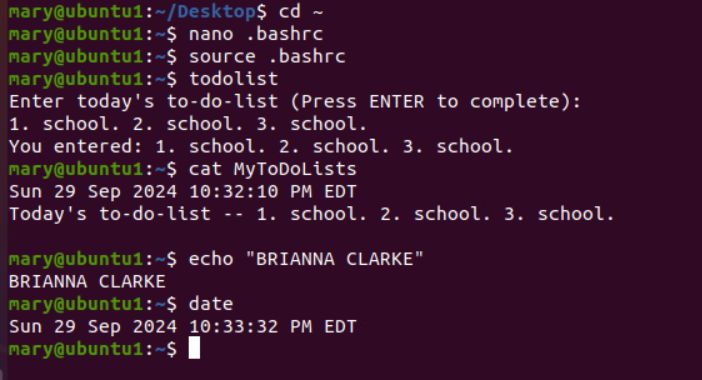 mary@ubuntu1:~/Desktop$ cd ~
mary@ubuntu1:~$ nano .bashrc
mary@ubuntu1:~$ source .bashrc
mary@ubuntu1:~$ todolist
Enter today's to-do-list (Press ENTER to complete):
1. school. 2. school. 3. school.
You entered: 1. school. 2. school. 3. school.
mary@ubuntu1:~$ cat MyToDoLists
Sun 29 Sep 2024 10:32:10 PM EDT
Today's to-do-list -- 1. school. 2. school. 3. school.
mary@ubuntu1:~$ echo "BRIANNA CLARKE"
BRIANNA CLARKE
mary@ubuntu1:~$ date
Sun 29 Sep 2024 10:33:32 PM EDT
mary@ubuntu1:~$